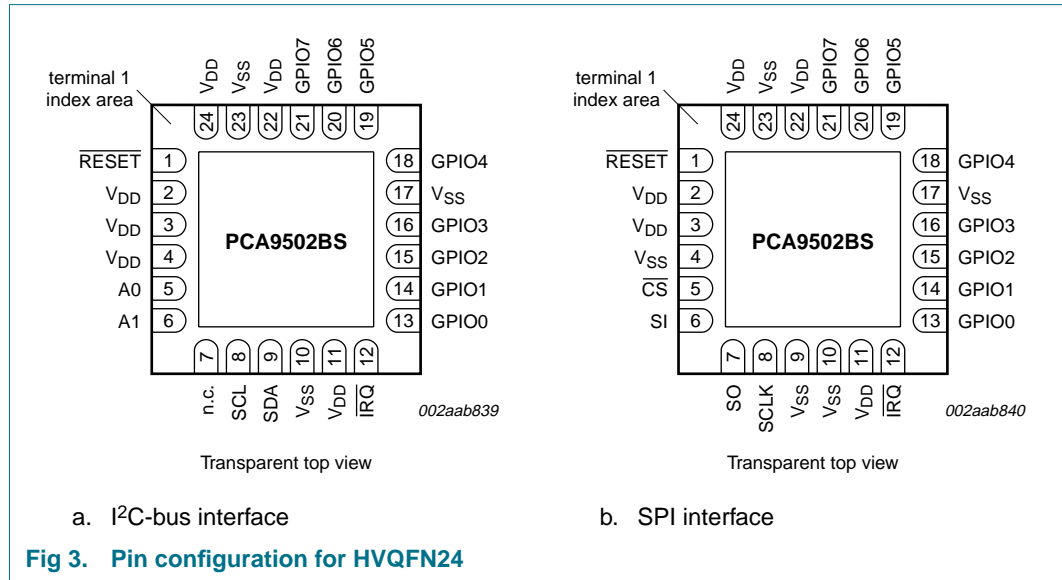 terminal 1
index area
VDD
VSS
VDD
GPIO7
GPIO6
GPIO5
24
23
22
21
20
19
RESET 1
VDD 2
VDD 3
VDD 4
A0 5
A1 6
PCA9502BS
18 GPIO4
17 VSS
16 GPIO3
15 GPIO2
14 GPIO1
13 GPIO0
7
8
9
10
11
12
n.c.
SCL
SDA
VSS
VDD
IRQ
002aab839
Transparent top view
a. I²C-bus interface
terminal 1
index area
VDD
VSS
VDD
GPIO7
GPIO6
GPIO5
24
23
22
21
20
19
RESET 1
VDD 2
VDD 3
VSS 4
CS 5
SI 6
PCA9502BS
18 GPIO4
17 VSS
16 GPIO3
15 GPIO2
14 GPIO1
13 GPIO0
7
8
9
10
11
12
SO
SCLK
VSS
VSS
VDD
IRQ
002aab840
Transparent top view
b. SPI interface
Fig 3. Pin configuration for HVQFN24